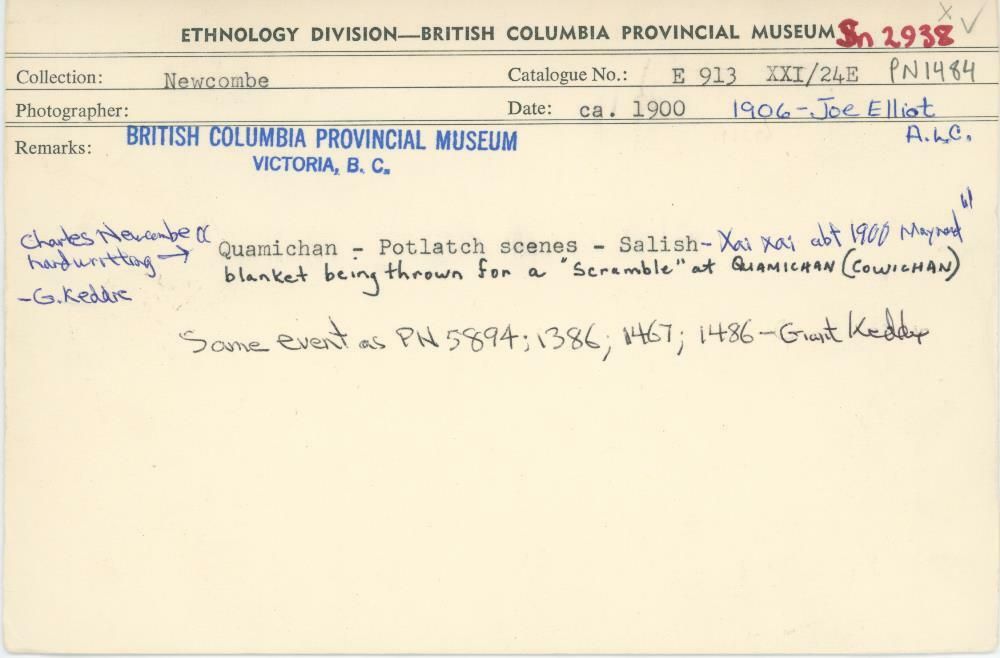 ETHNOLOGY DIVISION—BRITISH COLUMBIA PROVINCIAL MUSEUM Sn 2938 X ✓
Collection: Newcombe Catalogue No.: E 913 XXI/24E PN1484
Photographer: Date: ca. 1900 1906-Joe Elliot
A.L.C.
Remarks: BRITISH COLUMBIA PROVINCIAL MUSEUM
VICTORIA, B. C.
Charles Newcombe
handwritting →
-G. Keddie
"Quamichan - Potlatch scenes - Salish- Xai Xai abt 1900 Maynard"
blanket being thrown for a "Scramble" at QUAMICHAN (COWICHAN)
Same event as PN 5894; 1386; 1467; 1486-Grant Keddie